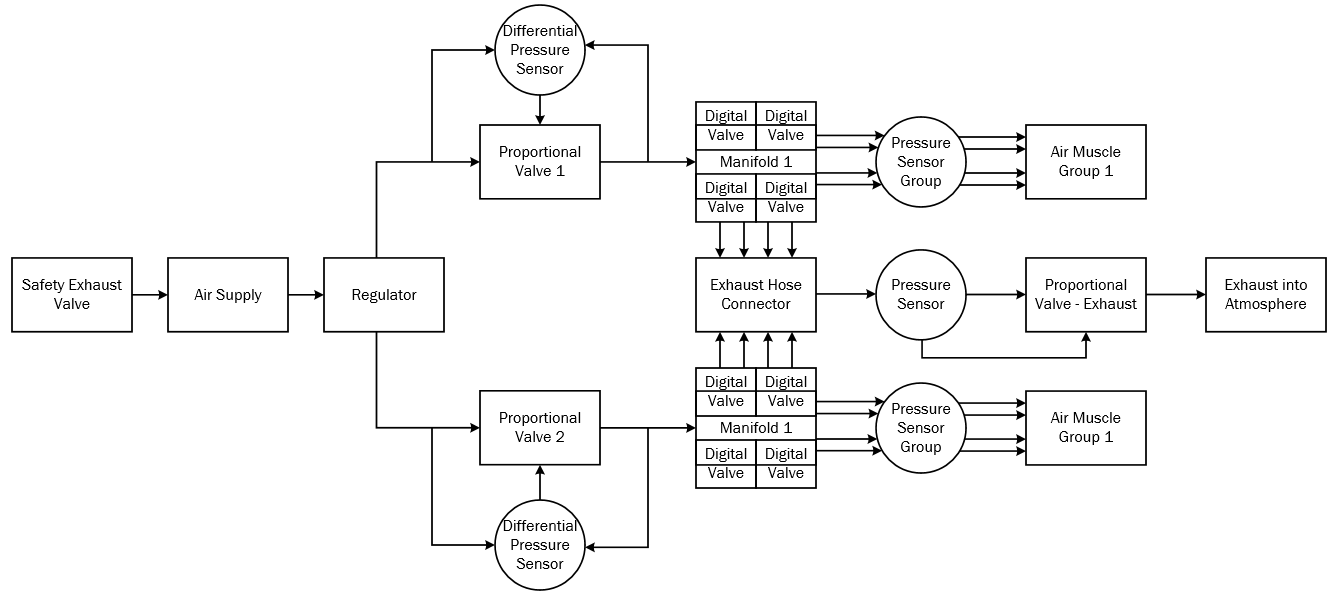 Differential
Pressure
Sensor
Proportional
Valve 1
Digital Digital
Valve Valve
Manifold 1
Digital Digital
Valve Valve
Pressure
Sensor
Group
Air Muscle
Group 1
Safety Exhaust
Valve
Air Supply
Regulator
Exhaust Hose
Connector
Pressure
Sensor
Proportional
Valve - Exhaust
Exhaust into
Atmosphere
Proportional
Valve 2
Digital Digital
Valve Valve
Manifold 1
Digital Digital
Valve Valve
Pressure
Sensor
Group
Air Muscle
Group 1
Differential
Pressure
Sensor